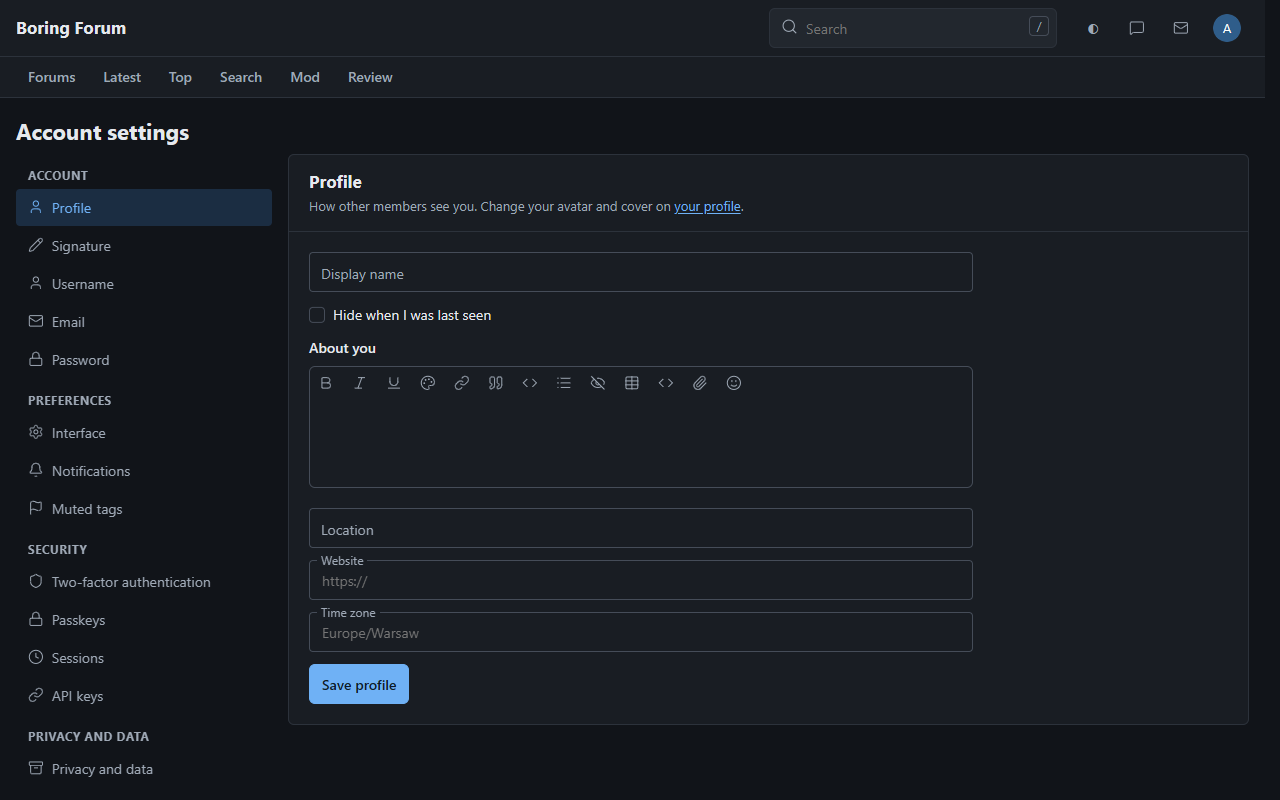 Boring Forum
Search
/
A
Forums
Latest
Top
Search
Mod
Review
Account settings
ACCOUNT
Profile
Signature
Username
Email
Password
PREFERENCES
Interface
Notifications
Muted tags
SECURITY
Two-factor authentication
Passkeys
Sessions
API keys
PRIVACY AND DATA
Privacy and data
Profile
How other members see you. Change your avatar and cover on your profile.
Display name
Hide when I was last seen
About you
Location
Website
https://
Time zone
Europe/Warsaw
Save profile